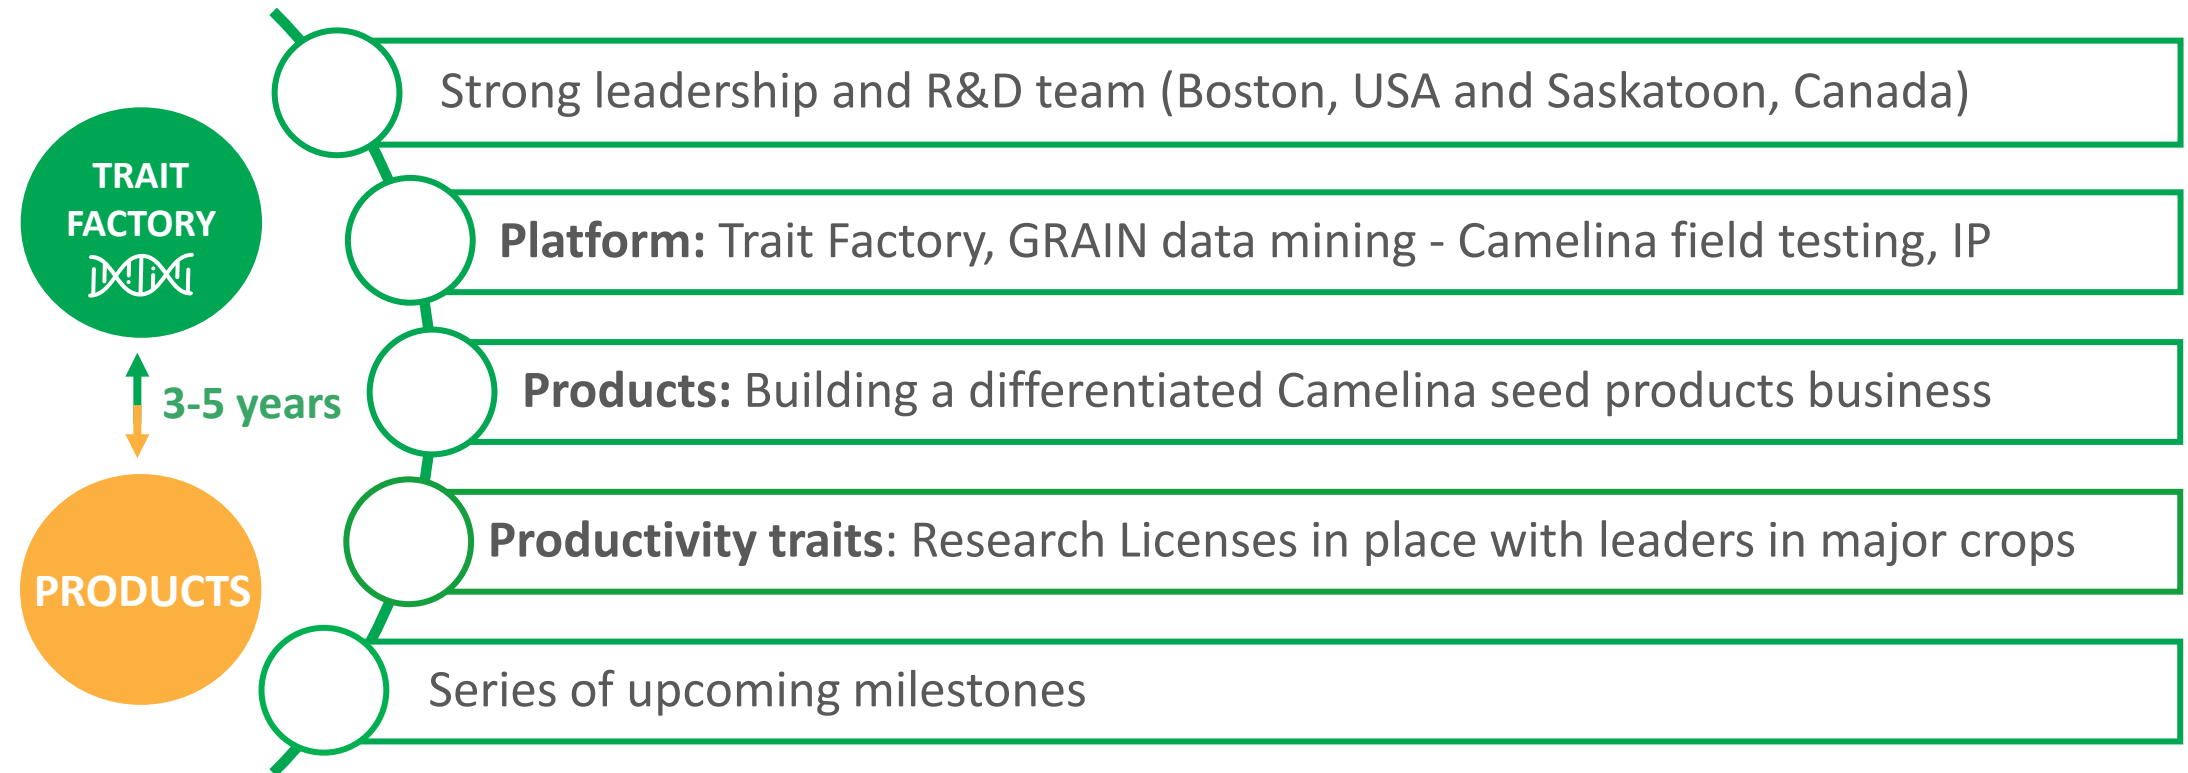 Strong leadership and R&D team (Boston, USA and Saskatoon, Canada)
TRAIT
FACTORY
Platform: Trait Factory, GRAIN data mining - Camelina field testing, IP
3-5 years
Products: Building a differentiated Camelina seed products business
PRODUCTS
Productivity traits: Research Licenses in place with leaders in major crops
Series of upcoming milestones